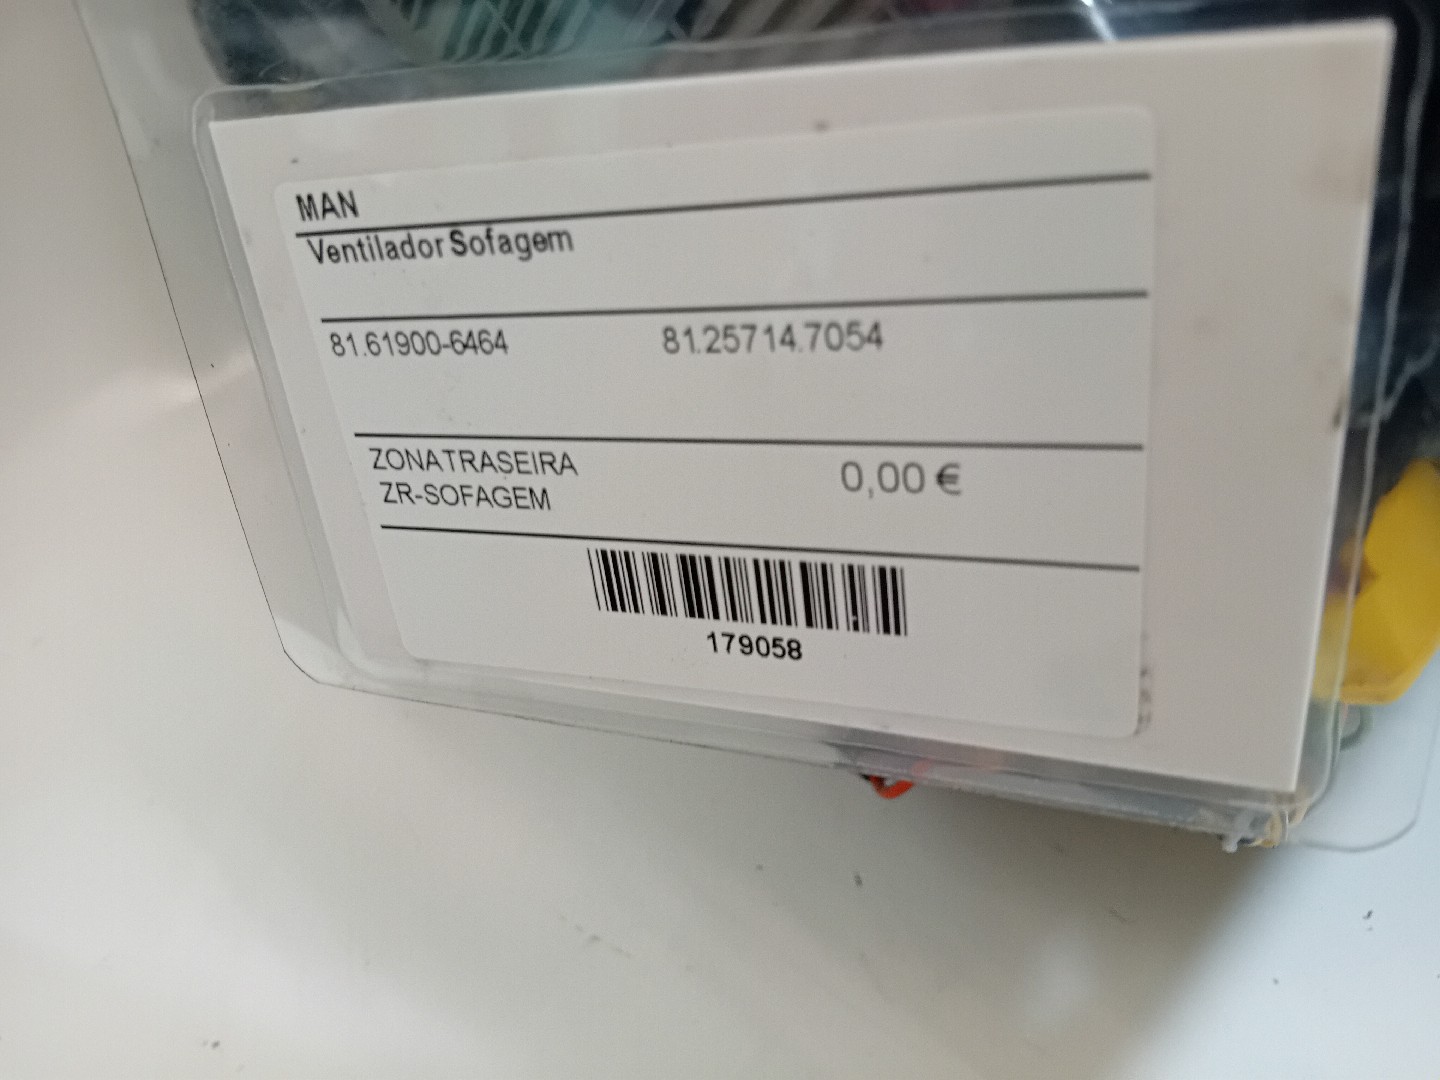 MAN
Ventilador Sofagem
81.61900-6464 81.25714.7054
ZONATRASEIRA 0,00 €
ZR-SOFAGEM
179058